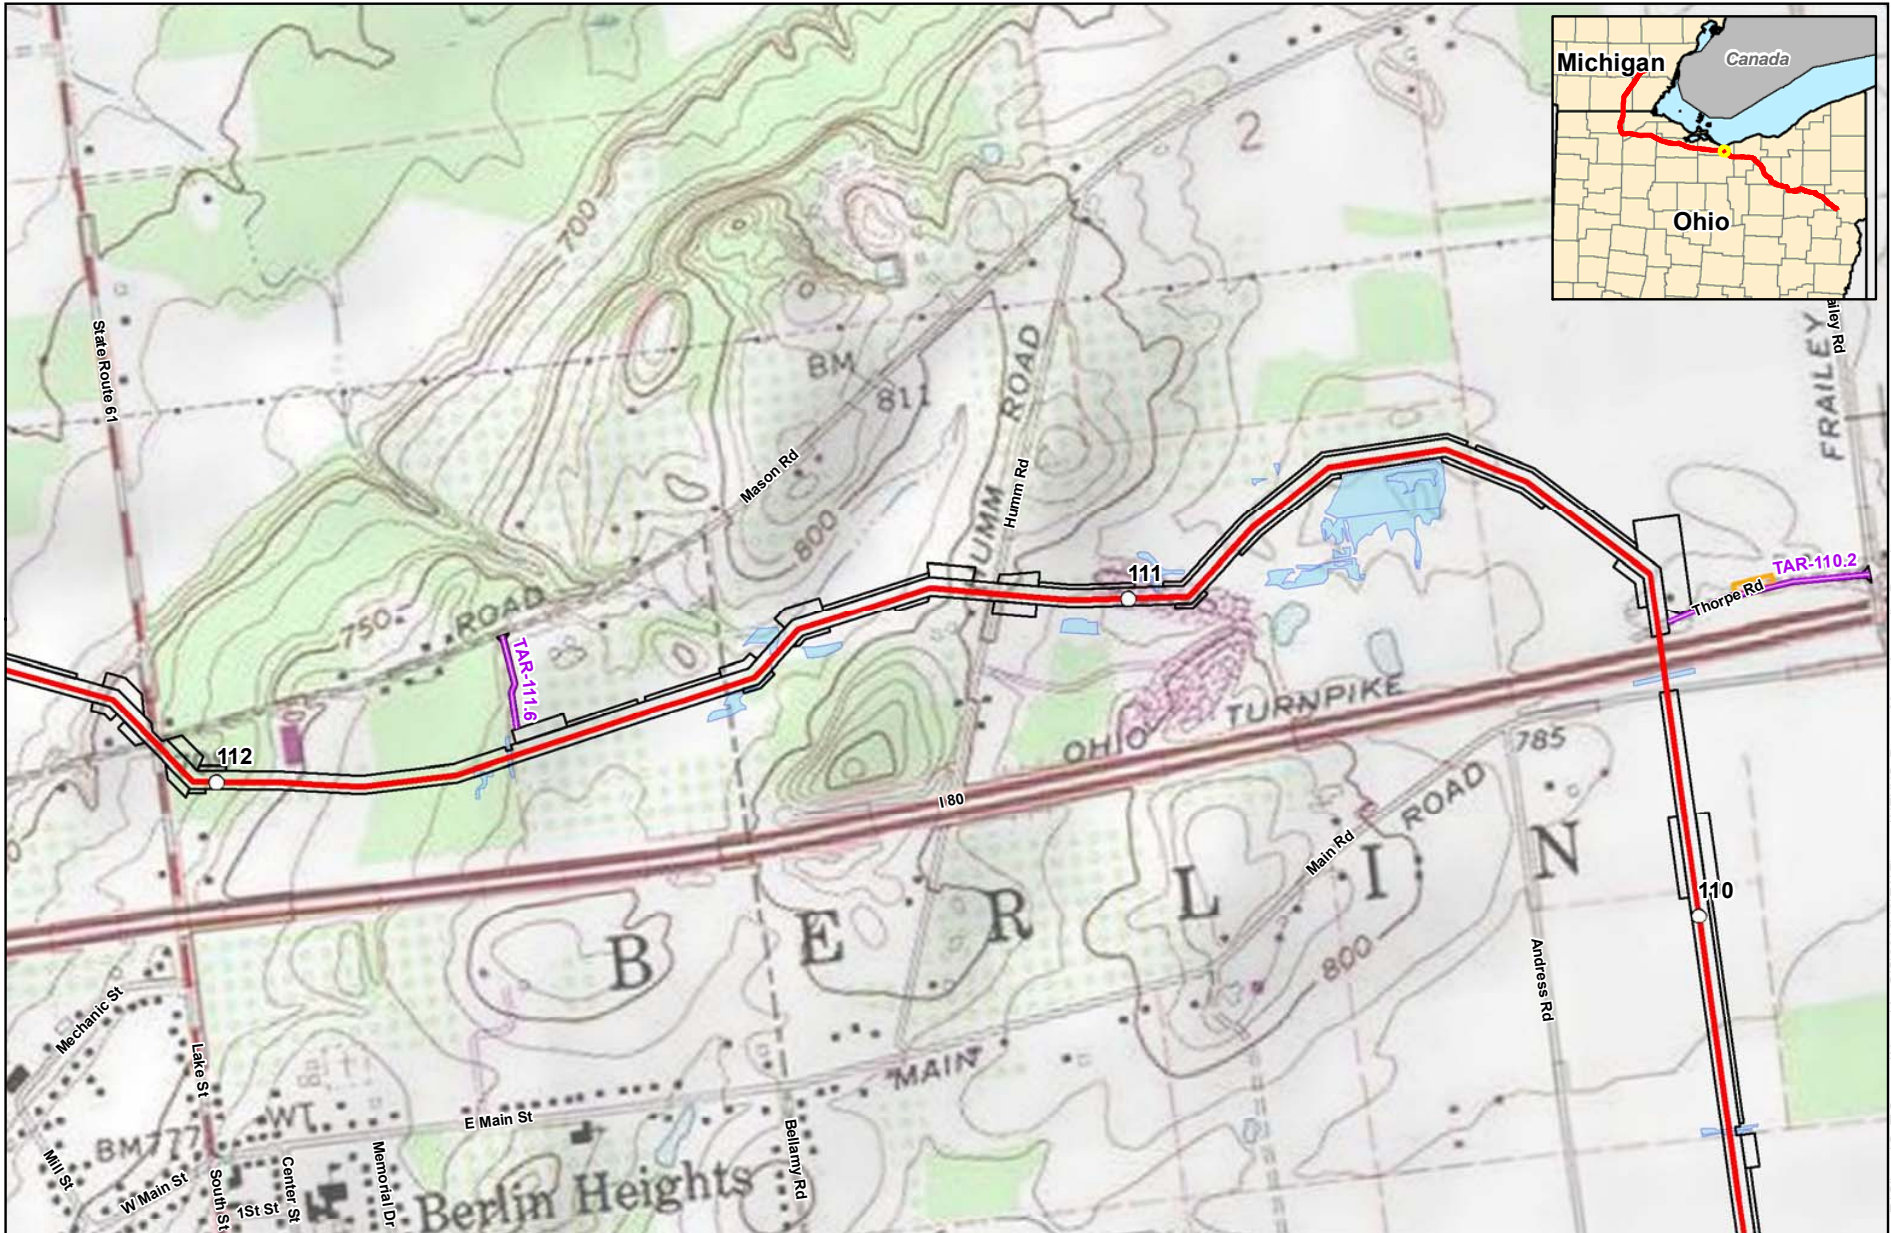 Michigan
Canada
Ohio
2
700
State Route 61
ailey Rd
FRAILEY
BM
811
HUMM ROAD
Humm Rd
Mason Rd
800
111
TAR-110.2
Thorpe Rd
750
ROAD
TAR-111.6
112
OHIO TURNPIKE
I 80
785
Main Rd
ROAD
BERLIN
110
800
Andress Rd
Mechanic St
Lake St
MAIN
WT
E Main St
BM777
Mill St
W Main St
South St
1St St
Center St
Memorial Dr
Berlin Heights
Bellamy Rd